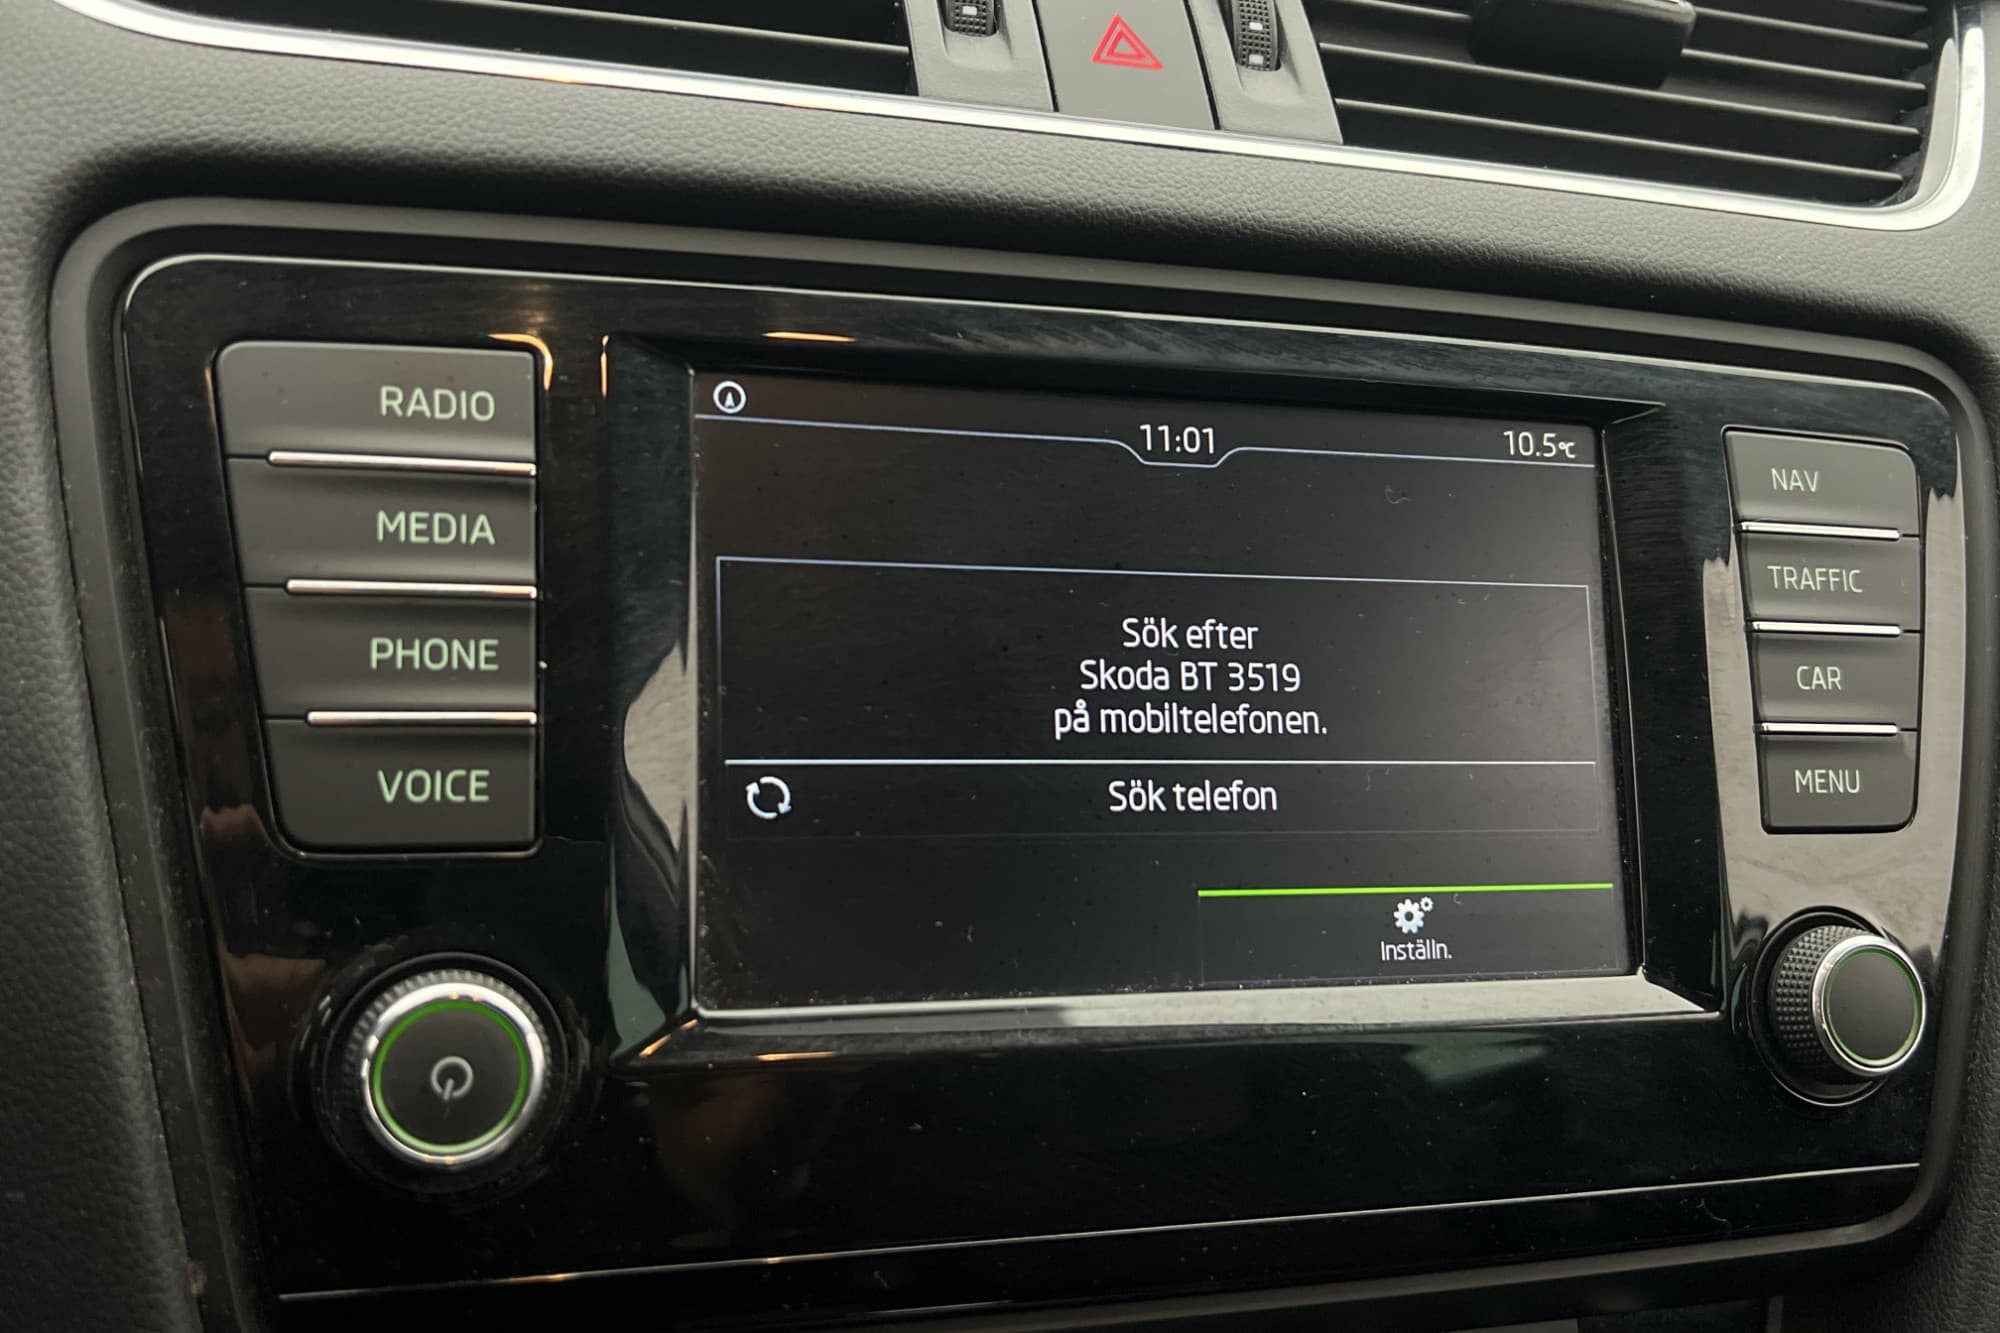 RADIO
MEDIA
PHONE
VOICE
11:01
10.5°C
Sök efter
Skoda BT 3519
på mobiltelefonen.
Sök telefon
Inställn.
NAV
TRAFFIC
CAR
MENU